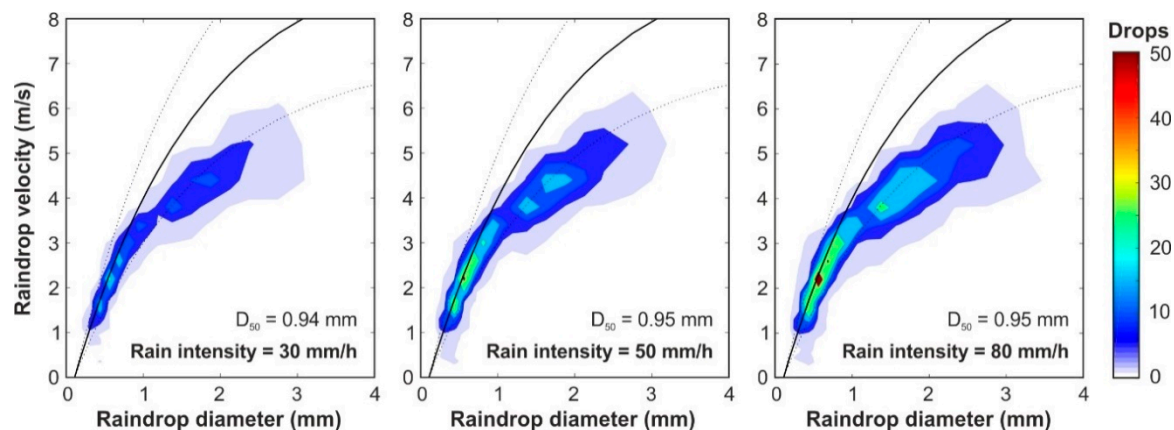 Raindrop velocity (m/s)
8
7
6
5
4
3
2
1
0
D50 = 0.94 mm
Rain intensity = 30 mm/h
0 1 2 3 4
Raindrop diameter (mm)
8
7
6
5
4
3
2
1
0
D50 = 0.95 mm
Rain intensity = 50 mm/h
0 1 2 3 4
Raindrop diameter (mm)
8
7
6
5
4
3
2
1
0
D50 = 0.95 mm
Rain intensity = 80 mm/h
0 1 2 3 4
Raindrop diameter (mm)
Drops
50
40
30
20
10
0